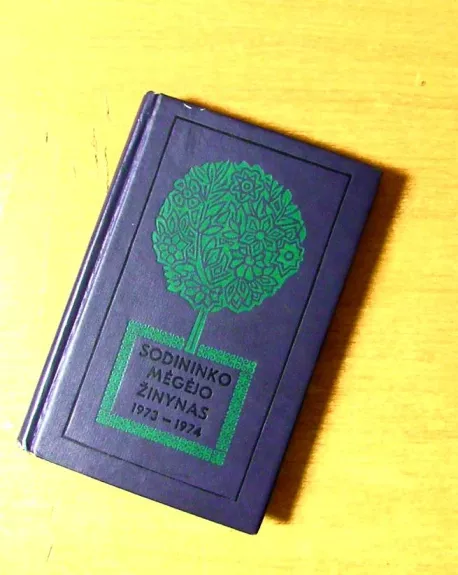 SODININKO
MĖGĖJO
ŽINYNAS
1973 — 1974